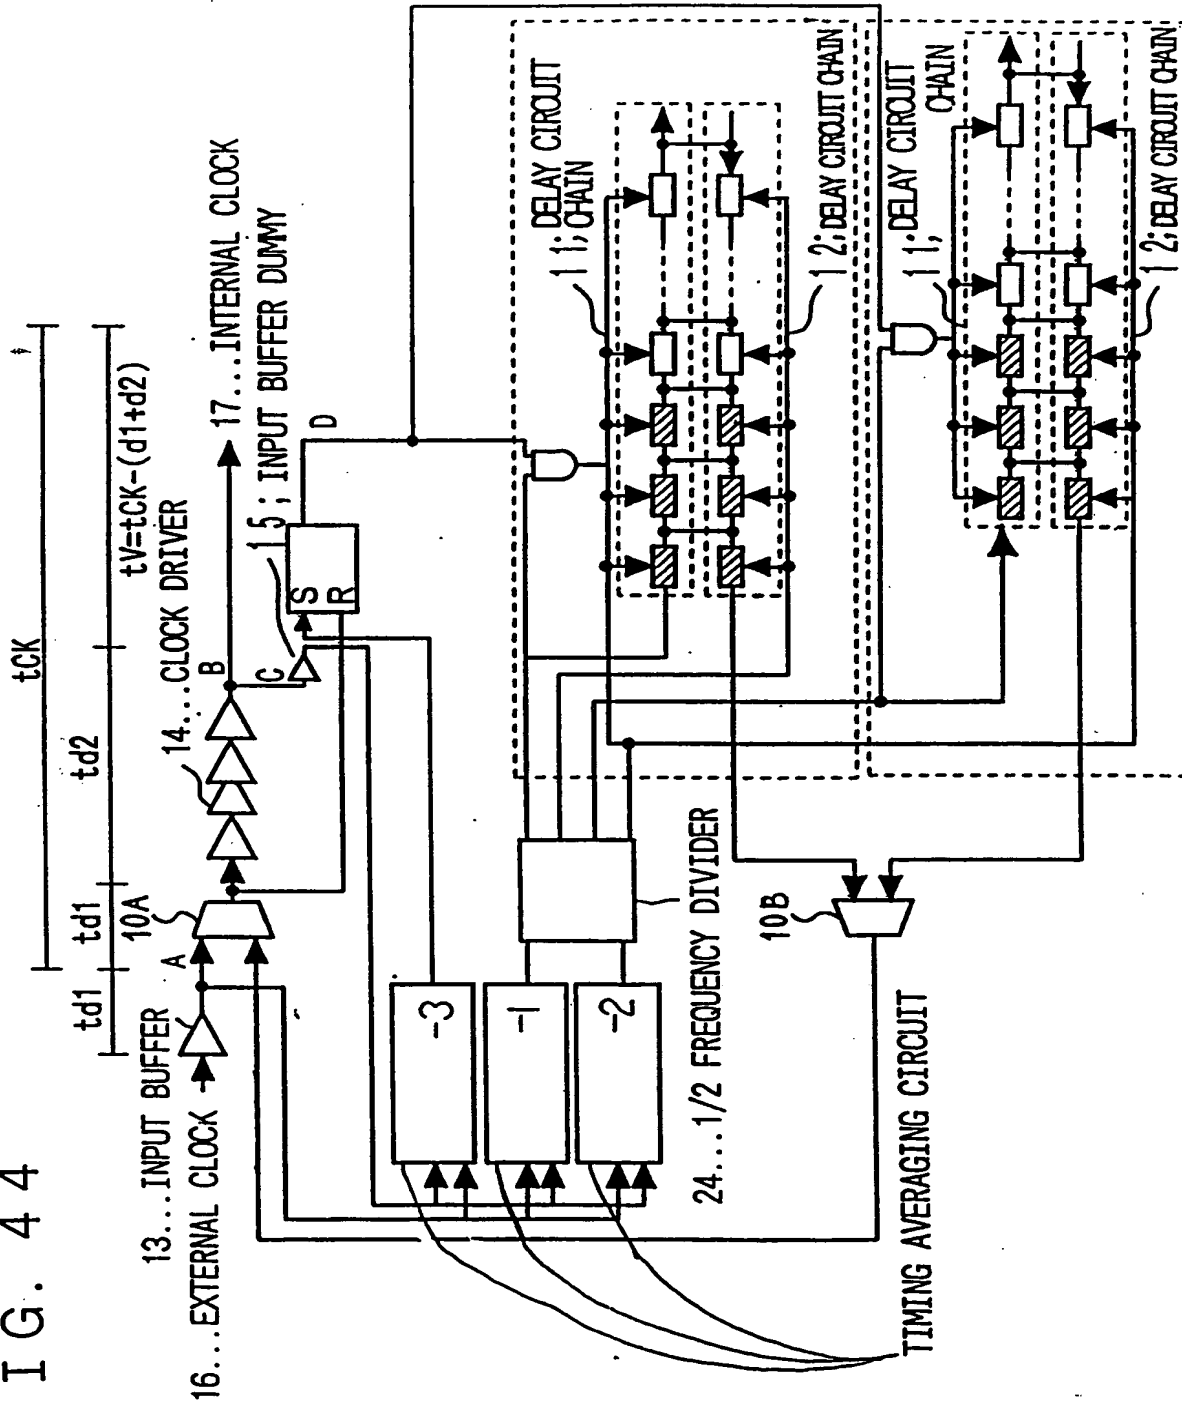 IG. 44
tCK
td1
td1
td2
tV=tCK-(d1+d2)
13...INPUT BUFFER
16...EXTERNAL CLOCK
A
10A
14...CLOCK DRIVER
B
17...INTERNAL CLOCK
C
15; INPUT BUFFER DUMMY
S
R
D
-3
-1
-2
24...1/2 FREQUENCY DIVIDER
10B
TIMING AVERAGING CIRCUIT
11; DELAY CIRCUIT
CHAIN
12; DELAY CIRCUIT CHAIN
11; DELAY CIRCUIT
CHAIN
12; DELAY CIRCUIT CHAIN